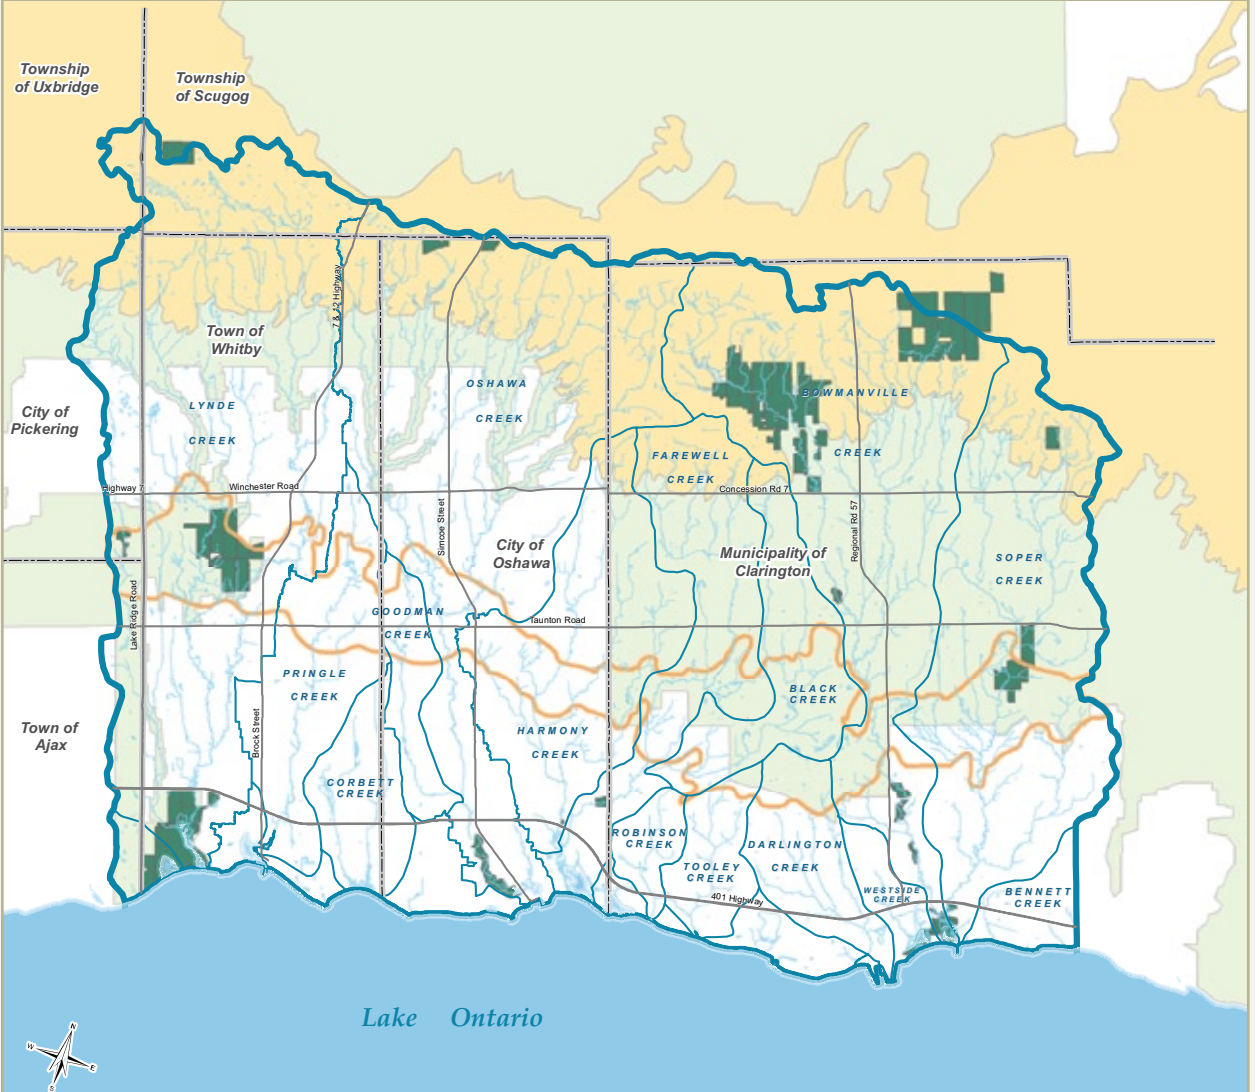 Township
of Uxbridge
Township
of Scugog
7 & 12 Highway
Town of
Whitby
City of
Pickering
LYNDE
CREEK
OSHAWA
CREEK
BOWMANVILLE
CREEK
FAREWELL
CREEK
Highway 7
Winchester Road
Concession Rd 7
Simcoe Street
Regional Rd 57
City of
Oshawa
Municipality of
Clarington
SOPER
CREEK
Lake Ridge Road
GOODMAN
CREEK
Taunton Road
PRINGLE
CREEK
BLACK
CREEK
Town of
Ajax
Brock Street
HARMONY
CREEK
CORBETT
CREEK
ROBINSON
CREEK
DARLINGTON
CREEK
TOOLEY
CREEK
WESTSIDE
CREEK
BENNETT
CREEK
401 Highway
Lake Ontario
N
W
E
S